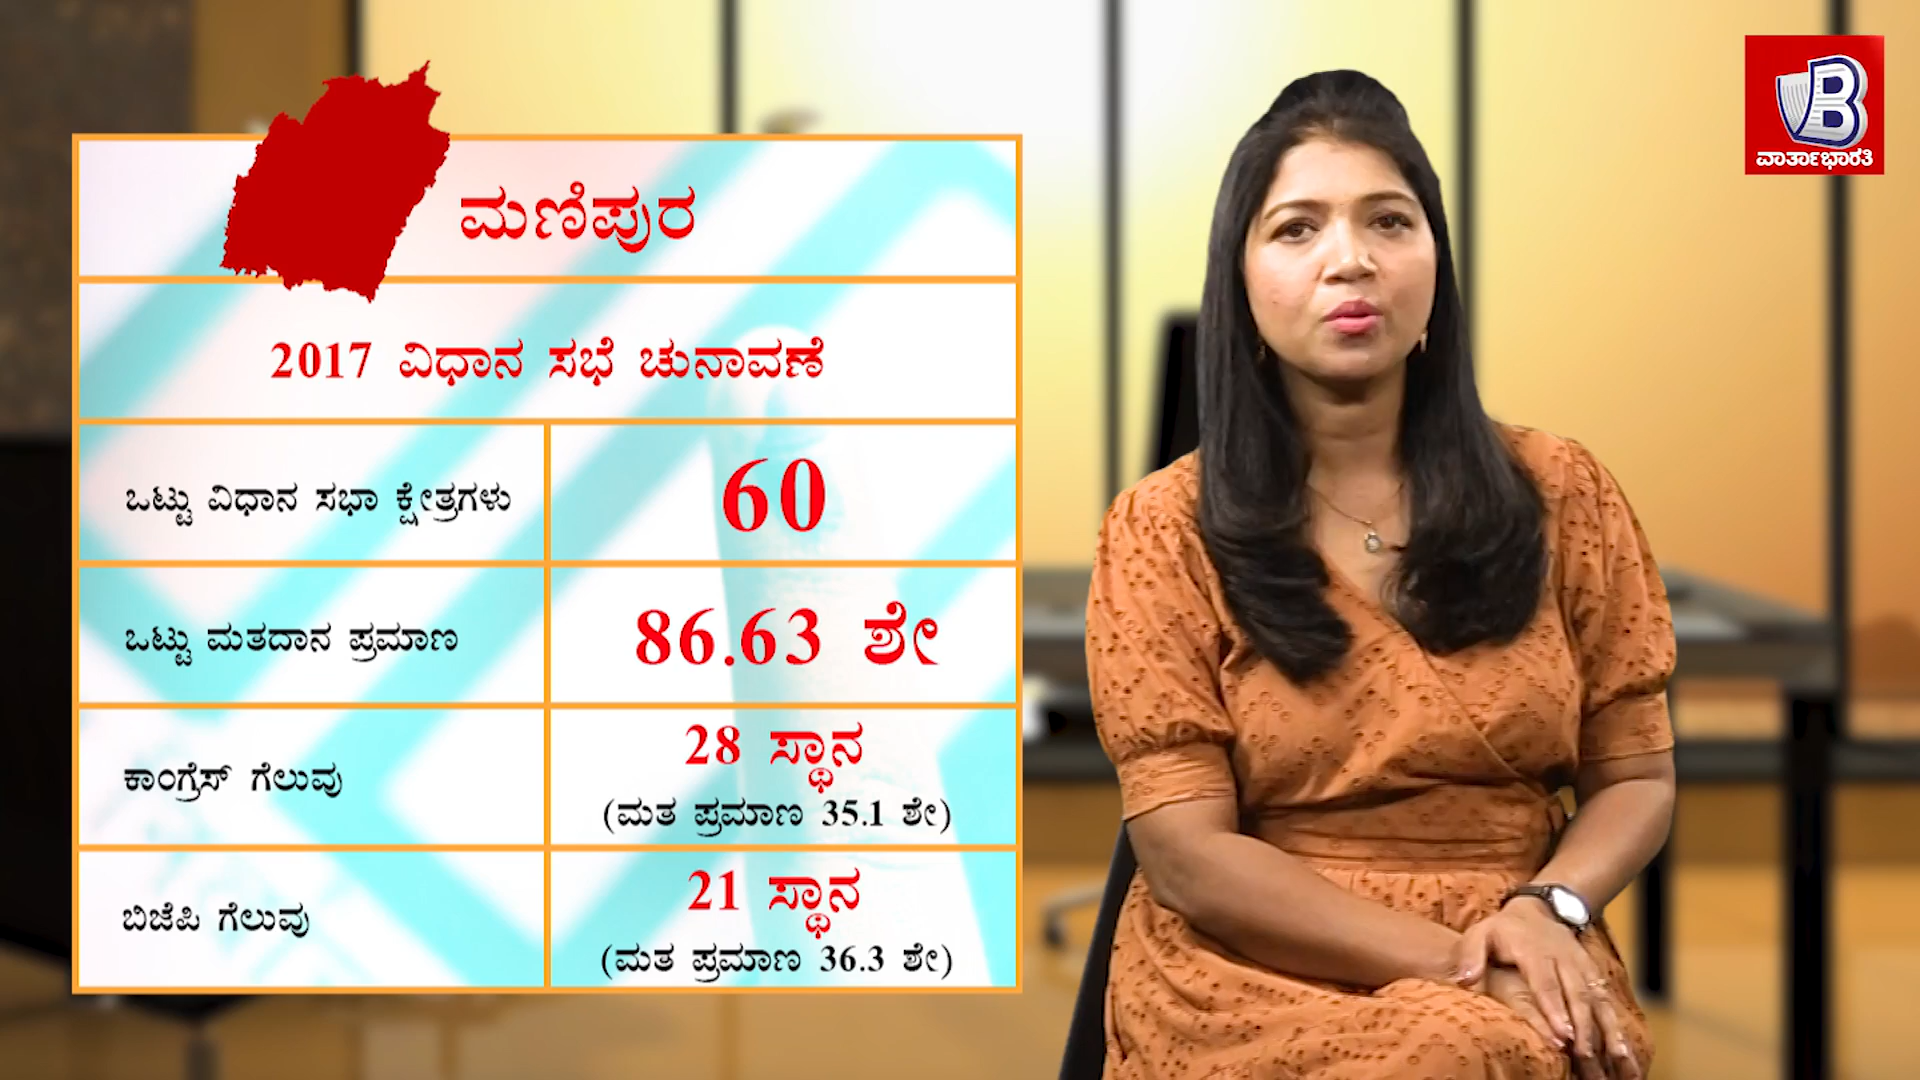 ಮಣಿಪುರ
2017 ವಿಧಾನ ಸಭೆ ಚುನಾವಣೆ
ಒಟ್ಟು ವಿಧಾನ ಸಭಾ ಕ್ಷೇತ್ರಗಳು
60
ಒಟ್ಟು ಮತದಾನ ಪ್ರಮಾಣ
86.63 ಶೇ
ಕಾಂಗ್ರೆಸ್ ಗೆಲುವು
28 ಸ್ಥಾನ
(ಮತ ಪ್ರಮಾಣ 35.1 ಶೇ)
ಬಿಜೆಪಿ ಗೆಲುವು
21 ಸ್ಥಾನ
(ಮತ ಪ್ರಮಾಣ 36.3 ಶೇ)
B
ವಾರ್ತಾಭಾರತಿ